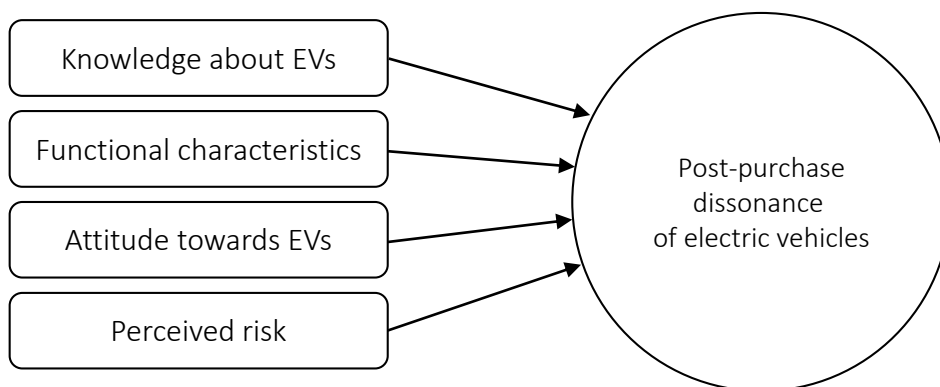 Knowledge about EVs
Functional characteristics
Attitude towards EVs
Perceived risk
Post-purchase
dissonance
of electric vehicles